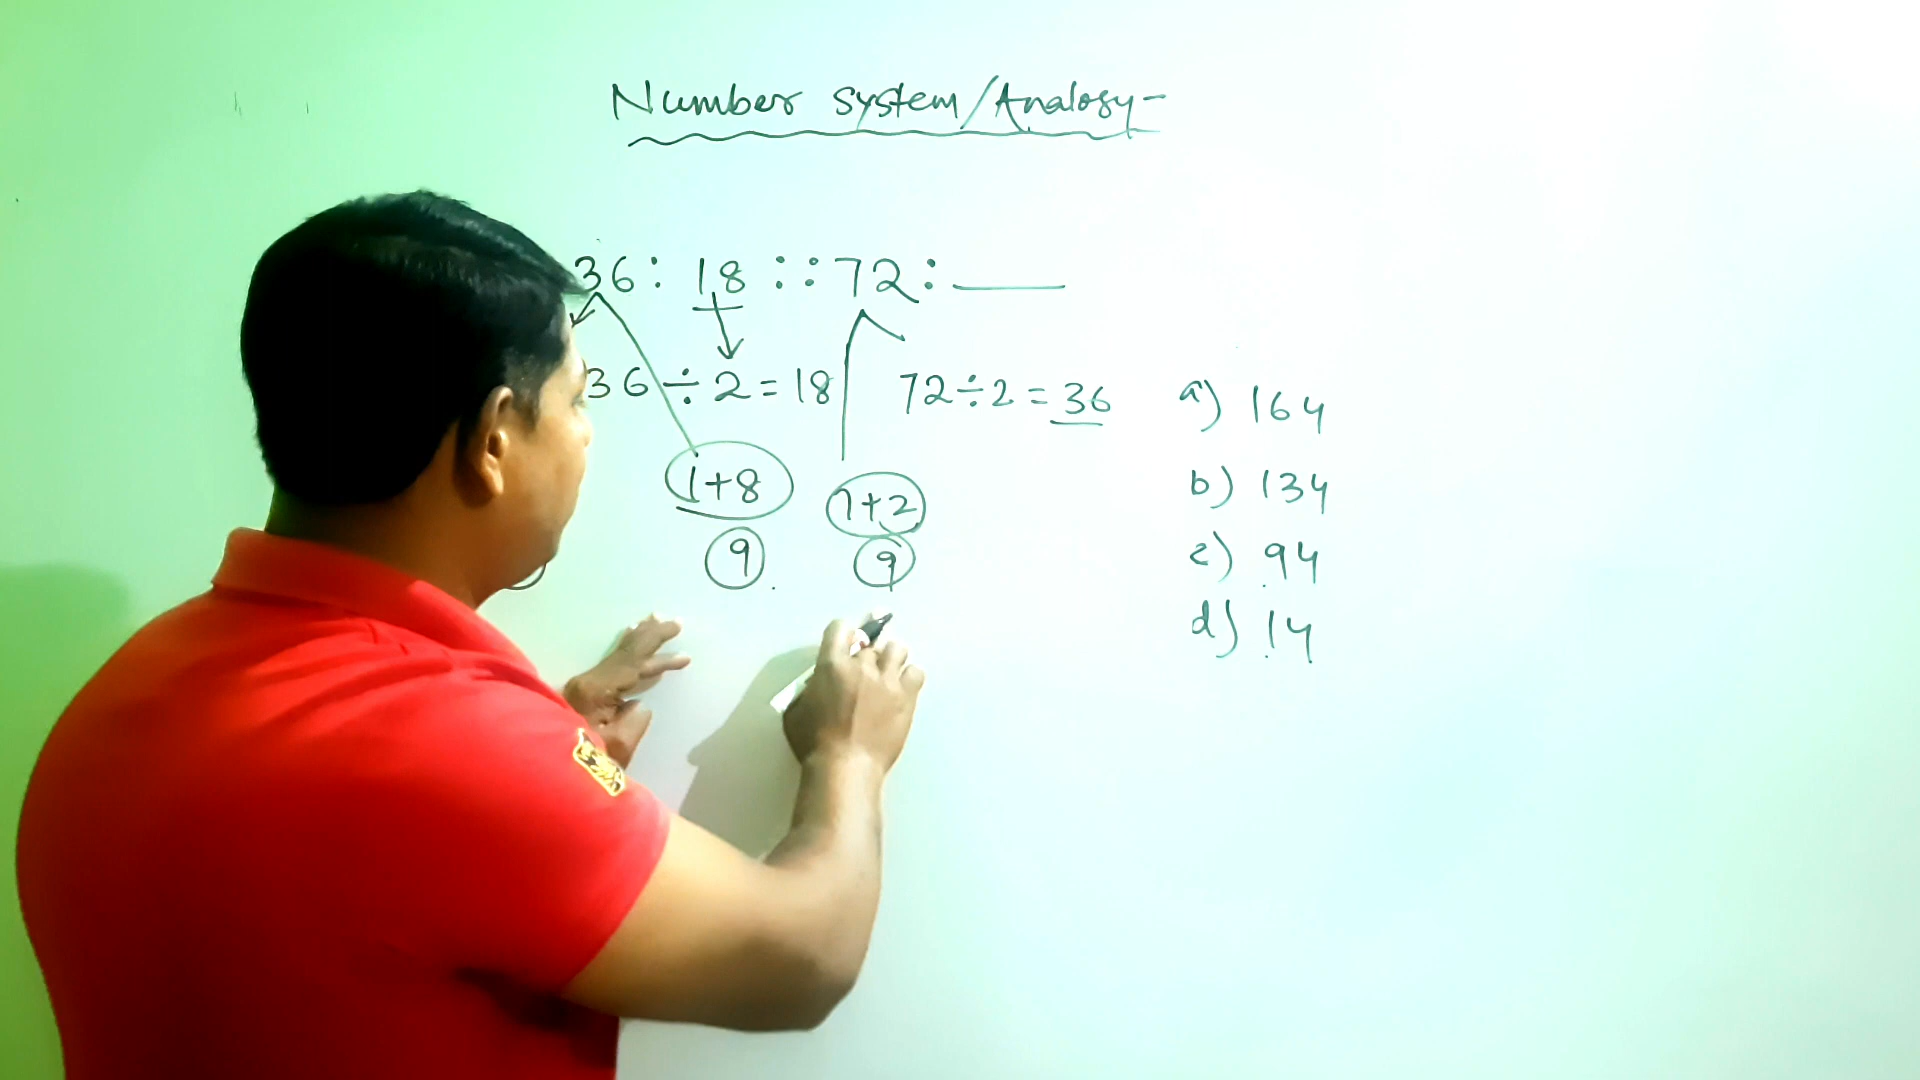 Number system/Analogy-
36 : 18 :: 72 : ____
36 ÷ 2 = 18
72 ÷ 2 = 36
1+8
7+2
9
9
a) 164
b) 134
c) 94
d) 14